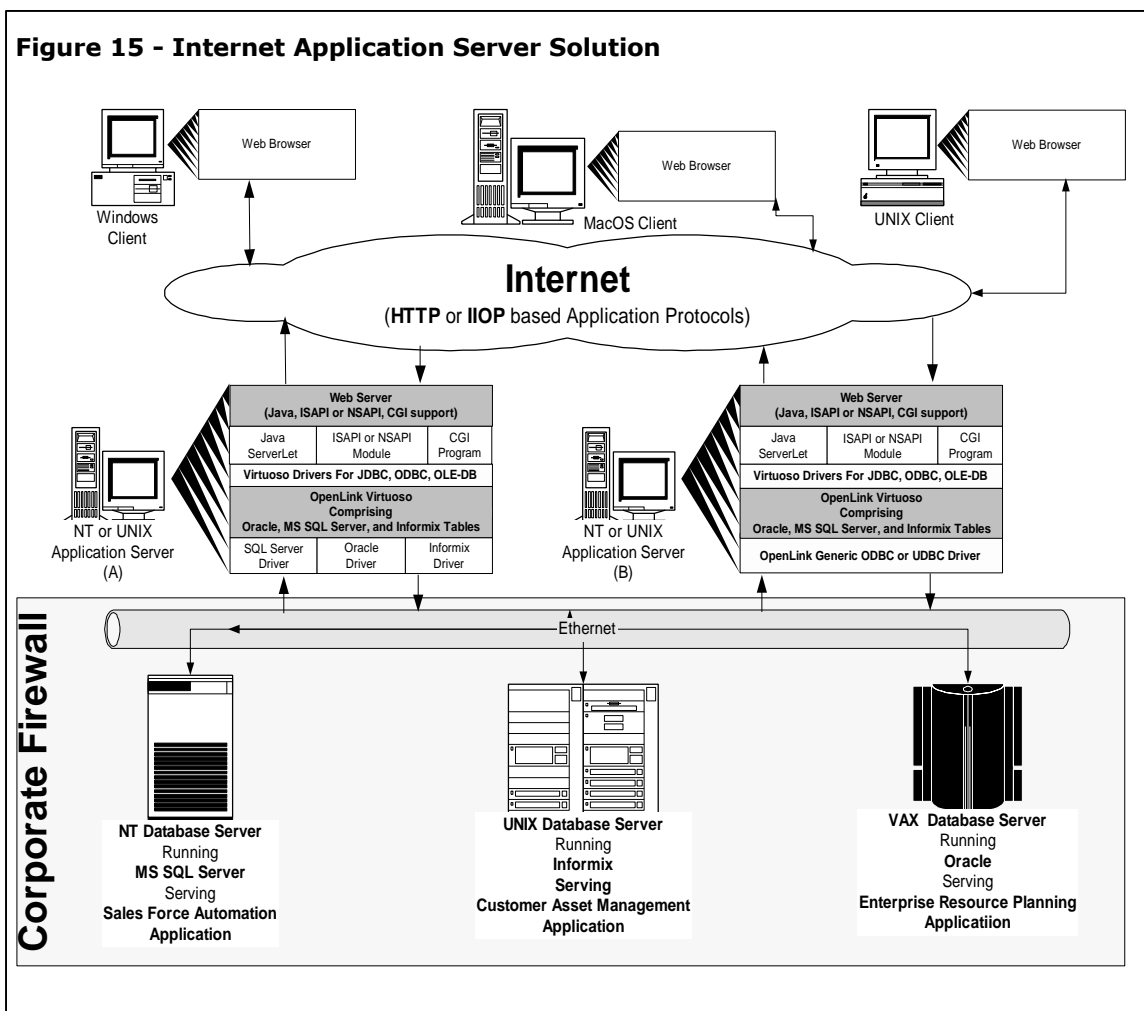 Figure 15 - Internet Application Server Solution
Web Browser
Windows
Client
Web Browser
MacOS Client
Web Browser
UNIX Client
Internet
(HTTP or IIOP based Application Protocols)
Web Server
(Java, ISAPI or NSAPI, CGI support)
Java
ServerLet
ISAPI or NSAPI
Module
CGI
Program
Virtuoso Drivers For JDBC, ODBC, OLE-DB
OpenLink Virtuoso
Comprising
Oracle, MS SQL Server, and Informix Tables
SQL Server
Driver
Oracle
Driver
Informix
Driver
NT or UNIX
Application Server
(A)
Web Server
(Java, ISAPI or NSAPI, CGI support)
Java
ServerLet
ISAPI or NSAPI
Module
CGI
Program
Virtuoso Drivers For JDBC, ODBC, OLE-DB
OpenLink Virtuoso
Comprising
Oracle, MS SQL Server, and Informix Tables
OpenLink Generic ODBC or UDBC Driver
NT or UNIX
Application Server
(B)
Corporate Firewall
Ethernet
NT Database Server
Running
MS SQL Server
Serving
Sales Force Automation
Application
UNIX Database Server
Running
Informix
Serving
Customer Asset Management
Application
VAX Database Server
Running
Oracle
Serving
Enterprise Resource Planning
Applicatiion